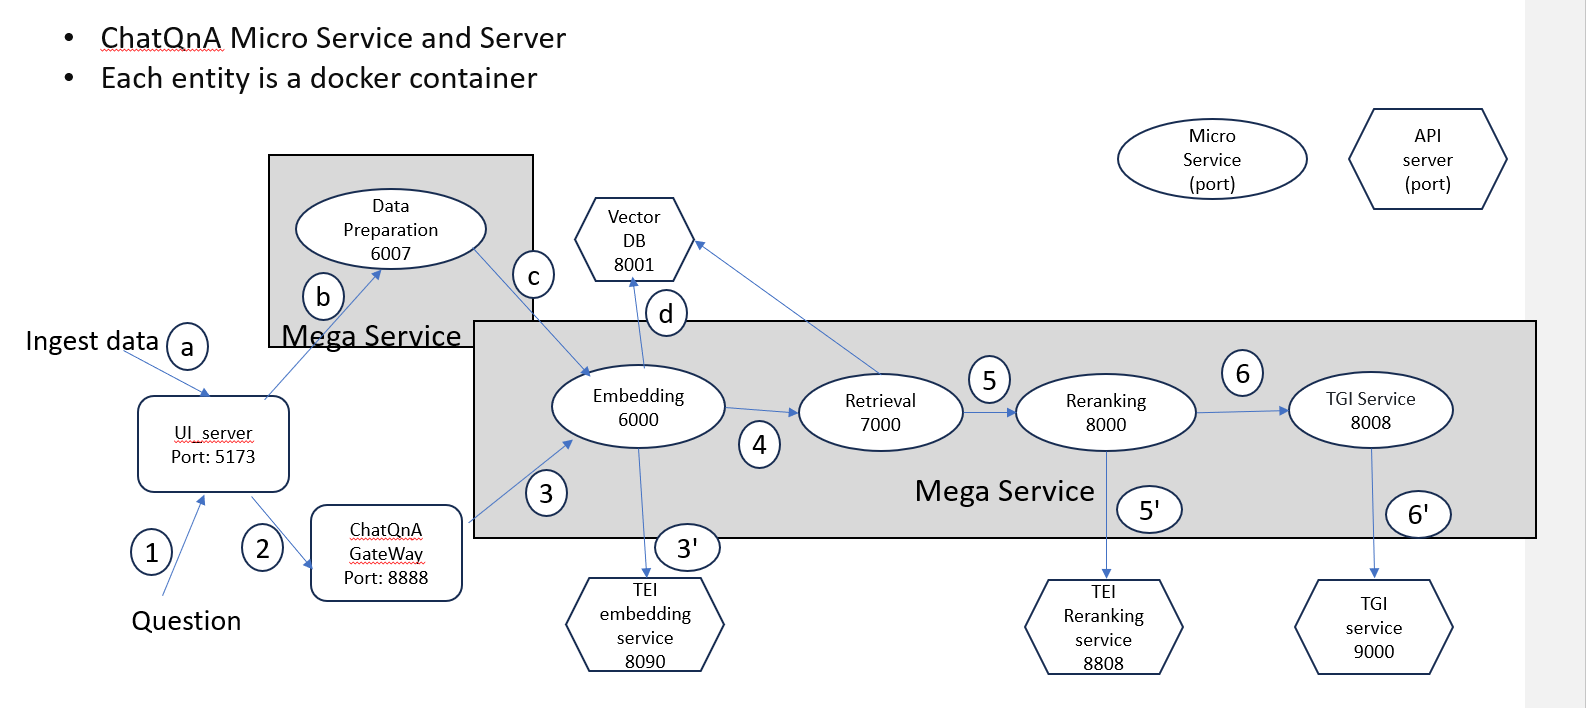 • ChatQnA Micro Service and Server
• Each entity is a docker container
Micro
Service
(port)
API
server
(port)
Data
Preparation
6007
Vector
DB
8001
c
b
d
Mega Service
Ingest data
a
Embedding
6000
Retrieval
7000
5
Reranking
8000
6
TGI Service
8008
UI_server
Port: 5173
4
3
Mega Service
5'
6'
1
2
ChatQnA
GateWay
Port: 8888
3'
Question
TEI
embedding
service
8090
TEI
Reranking
service
8808
TGI
service
9000